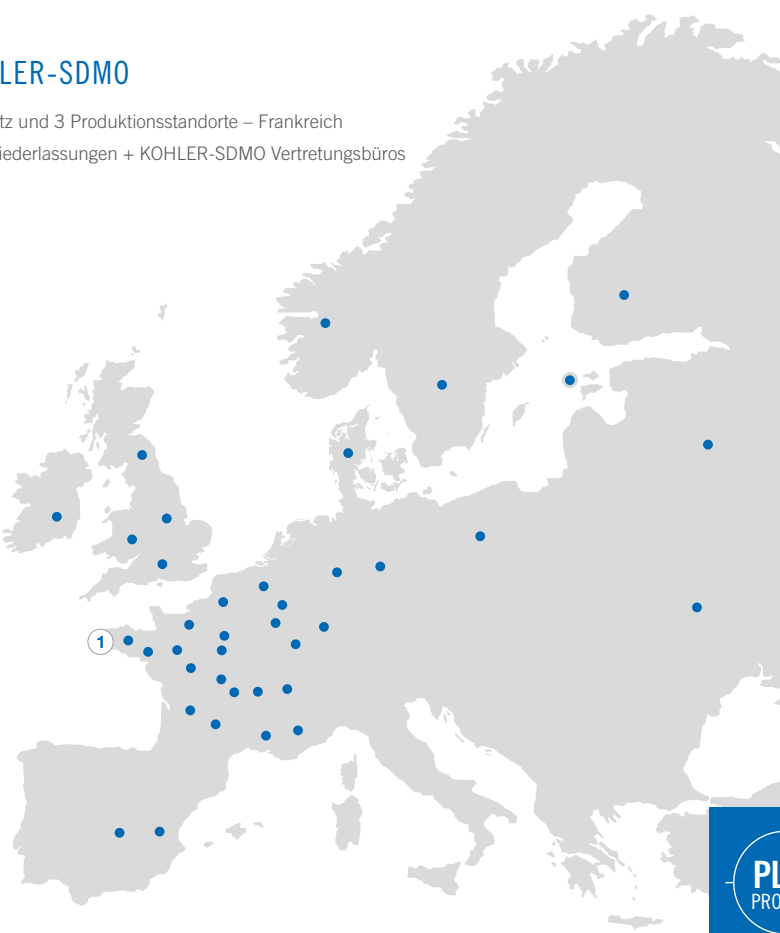 LER-SDMO
tz und 3 Produktionsstandorte – Frankreich
iederlassungen + KOHLER-SDMO Vertretungsbüros
1
PL
PRO